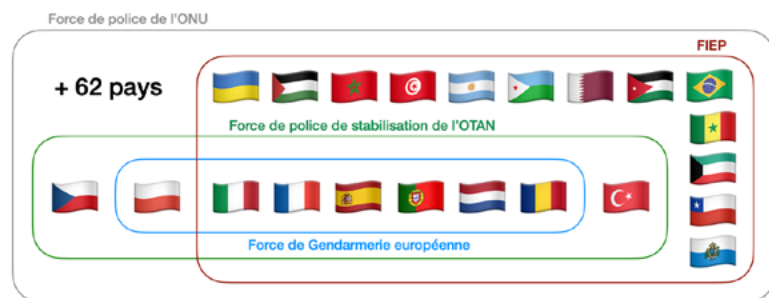 Force de police de l'ONU
FIEP
+ 62 pays
Force de police de stabilisation de l'OTAN
Force de Gendarmerie européenne